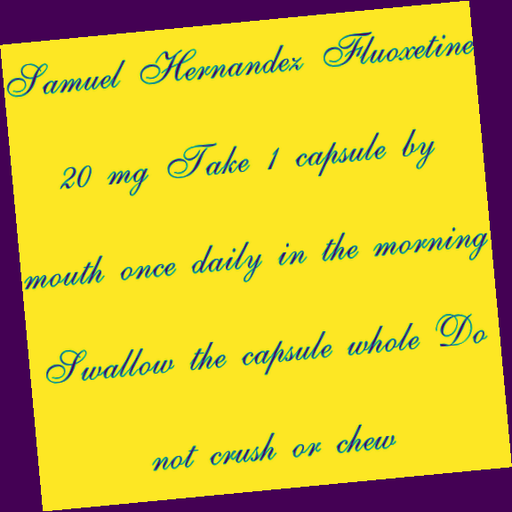 Samuel Hernandez Fluoxetine
20 mg Take 1 capsule by
mouth once daily in the morning
Swallow the capsule whole Do
not crush or chew